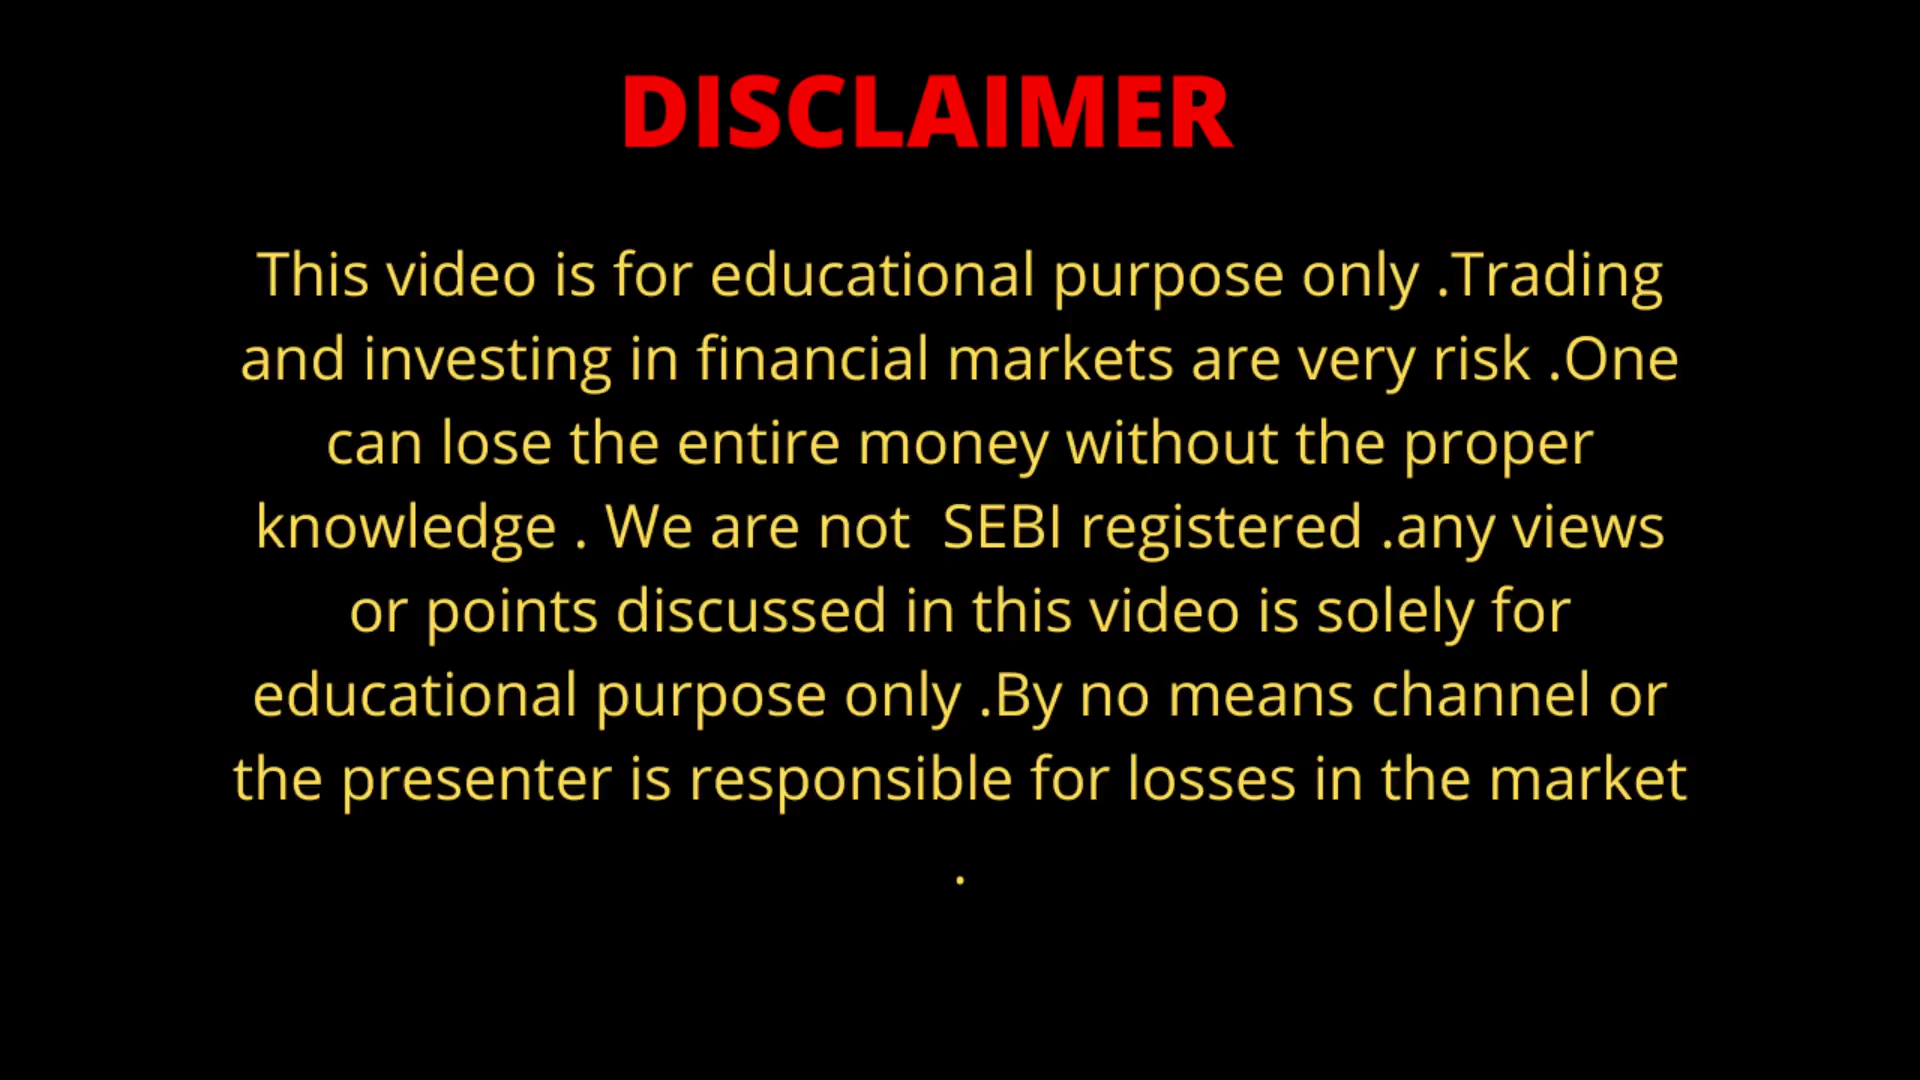 DISCLAIMER
This video is for educational purpose only .Trading
and investing in financial markets are very risk .One
can lose the entire money without the proper
knowledge . We are not  SEBI registered .any views
or points discussed in this video is solely for
educational purpose only .By no means channel or
the presenter is responsible for losses in the market
.